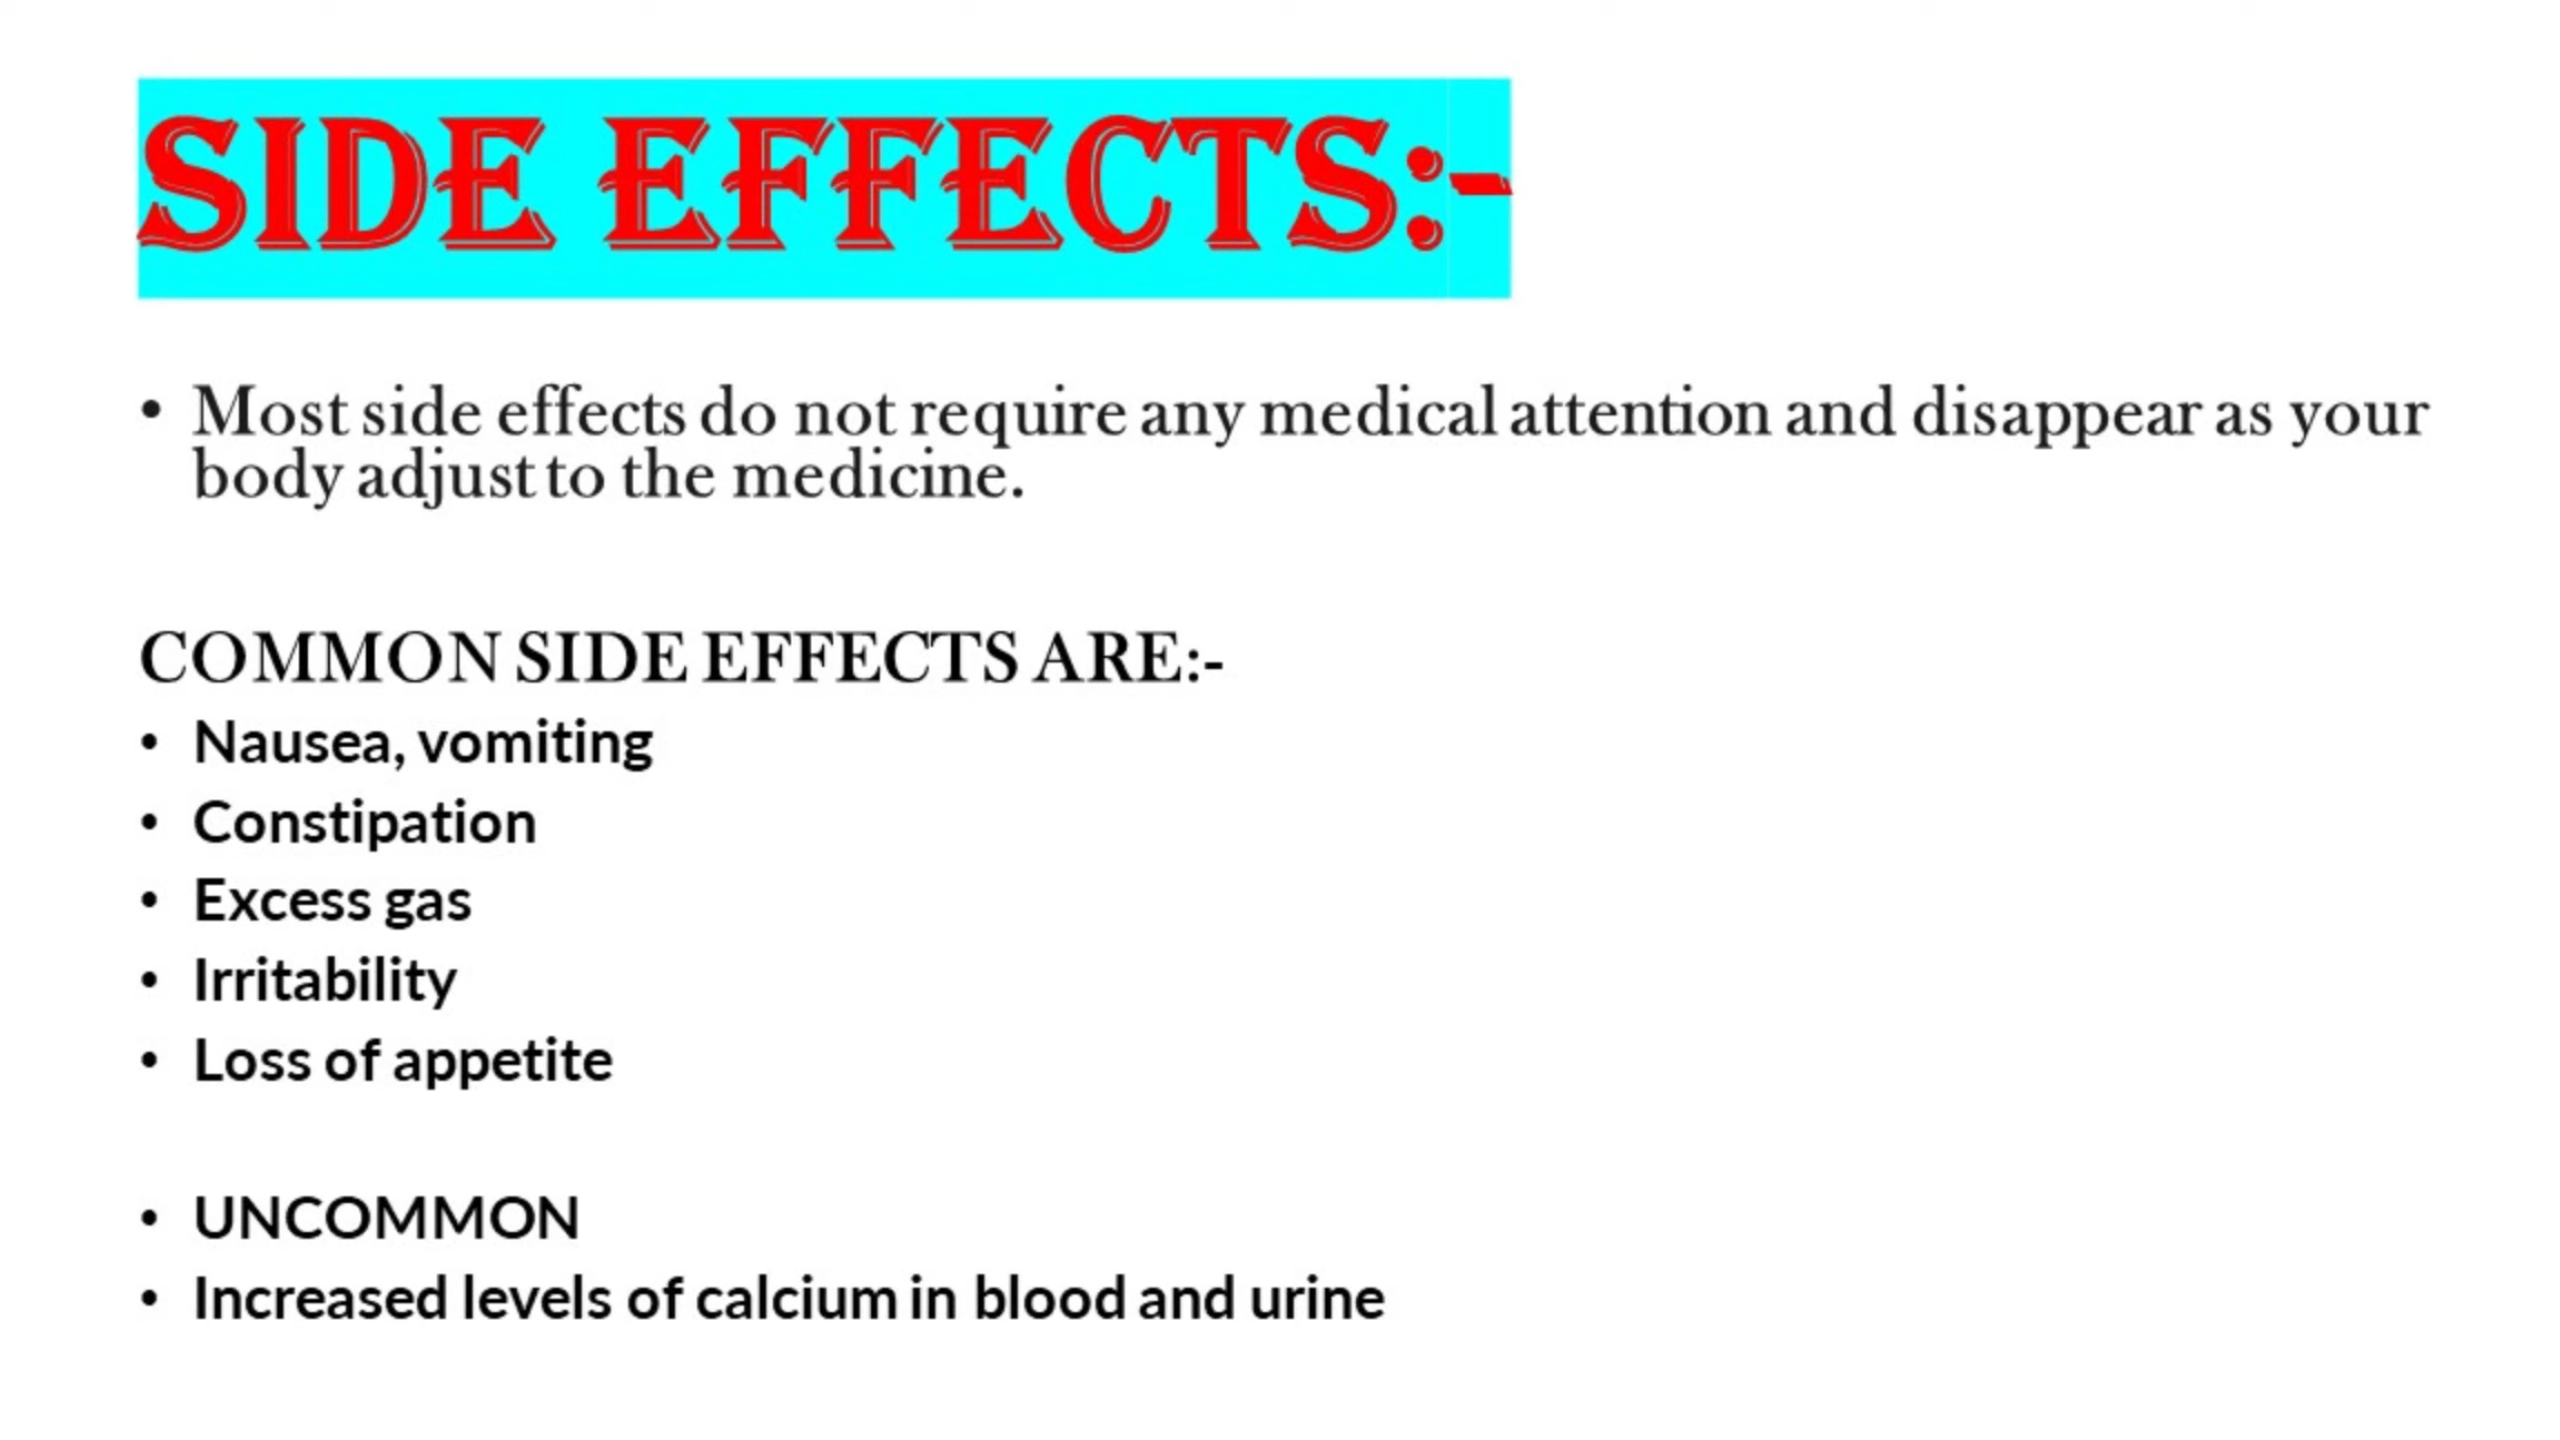 SIDE EFFECTS:-
• Most side effects do not require any medical attention and disappear as your
body adjust to the medicine.
COMMON SIDE EFFECTS ARE:-
• Nausea, vomiting
• Constipation
• Excess gas
• Irritability
• Loss of appetite
• UNCOMMON
• Increased levels of calcium in blood and urine